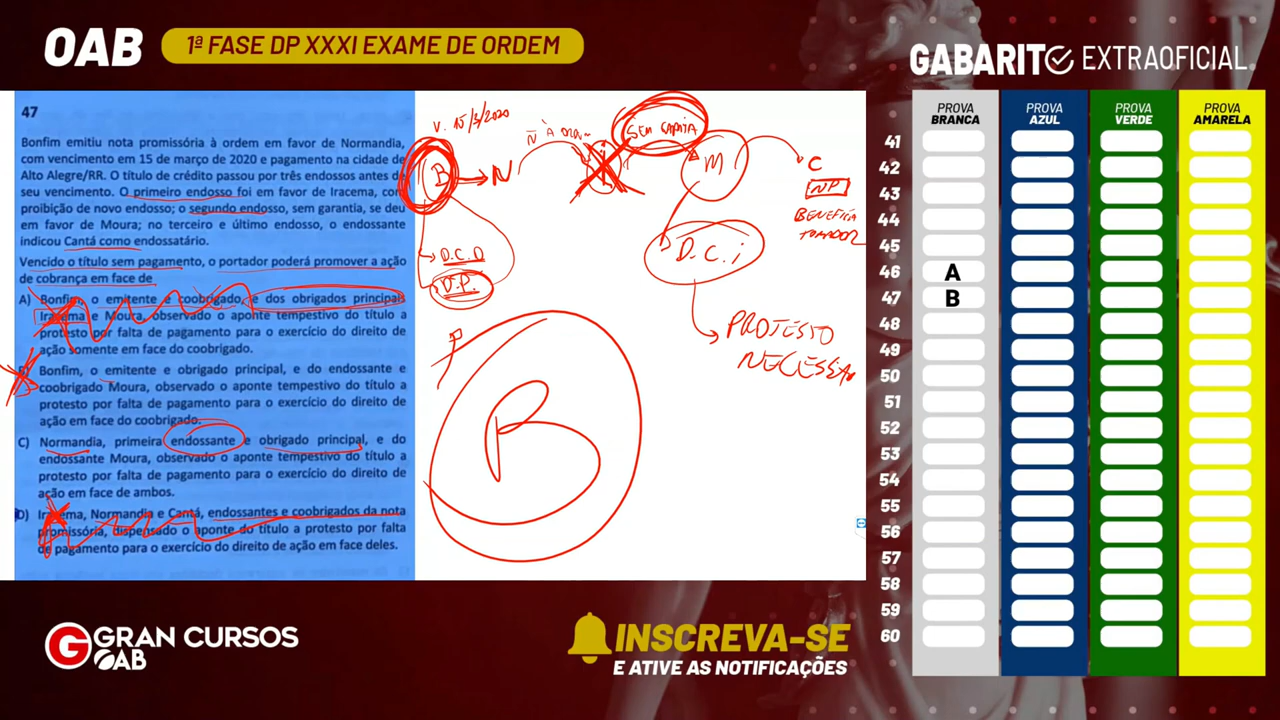 OAB
1ª FASE DP XXXI EXAME DE ORDEM
GABARITO EXTRAOFICIAL
47
Bonfim emitiu nota promissória à ordem em favor de Normandia,
com vencimento em 15 de março de 2020 e pagamento na cidade de
Alto Alegre/RR. O título de crédito passou por três endossos antes de
seu vencimento. O primeiro endosso foi em favor de Iracema, com
proibição de novo endosso; o segundo endosso, sem garantia, se deu
em favor de Moura; no terceiro e último endosso, o endossante
indicou Cantá como endossatário.
Vencido o título sem pagamento, o portador poderá promover a ação
de cobrança em face de
A) Bonfim, o emitente e coobrigado, e dos obrigados principais
Iracema e Moura, observado o aponte tempestivo do título a
protesto por falta de pagamento para o exercício do direito de
ação somente em face do coobrigado.
B) Bonfim, o emitente e obrigado principal, e do endossante e
coobrigado Moura, observado o aponte tempestivo do título a
protesto por falta de pagamento para o exercício do direito de
ação em face do coobrigado.
C) Normandia, primeira endossante e obrigado principal, e do
endossante Moura, observado o aponte tempestivo do título a
protesto por falta de pagamento para o exercício do direito de
ação em face de ambos.
D) Iracema, Normandia e Cantá, endossantes e coobrigados da nota
promissória, dispensado o aponte do título a protesto por falta
de pagamento para o exercício do direito de ação em face deles.
V. 15/3/2020
B N M C
SEM GARATIA
NP
D.C.D
D.P.
D.C.i
PROTESTO
NECESSA
B
PROVA BRANCA
PROVA AZUL
PROVA VERDE
PROVA AMARELA
41
42
43
44
45
46 A
47 B
48
49
50
51
52
53
54
55
56
57
58
59
60
G GRAN CURSOS
OAB
INSCREVA-SE
E ATIVE AS NOTIFICAÇÕES